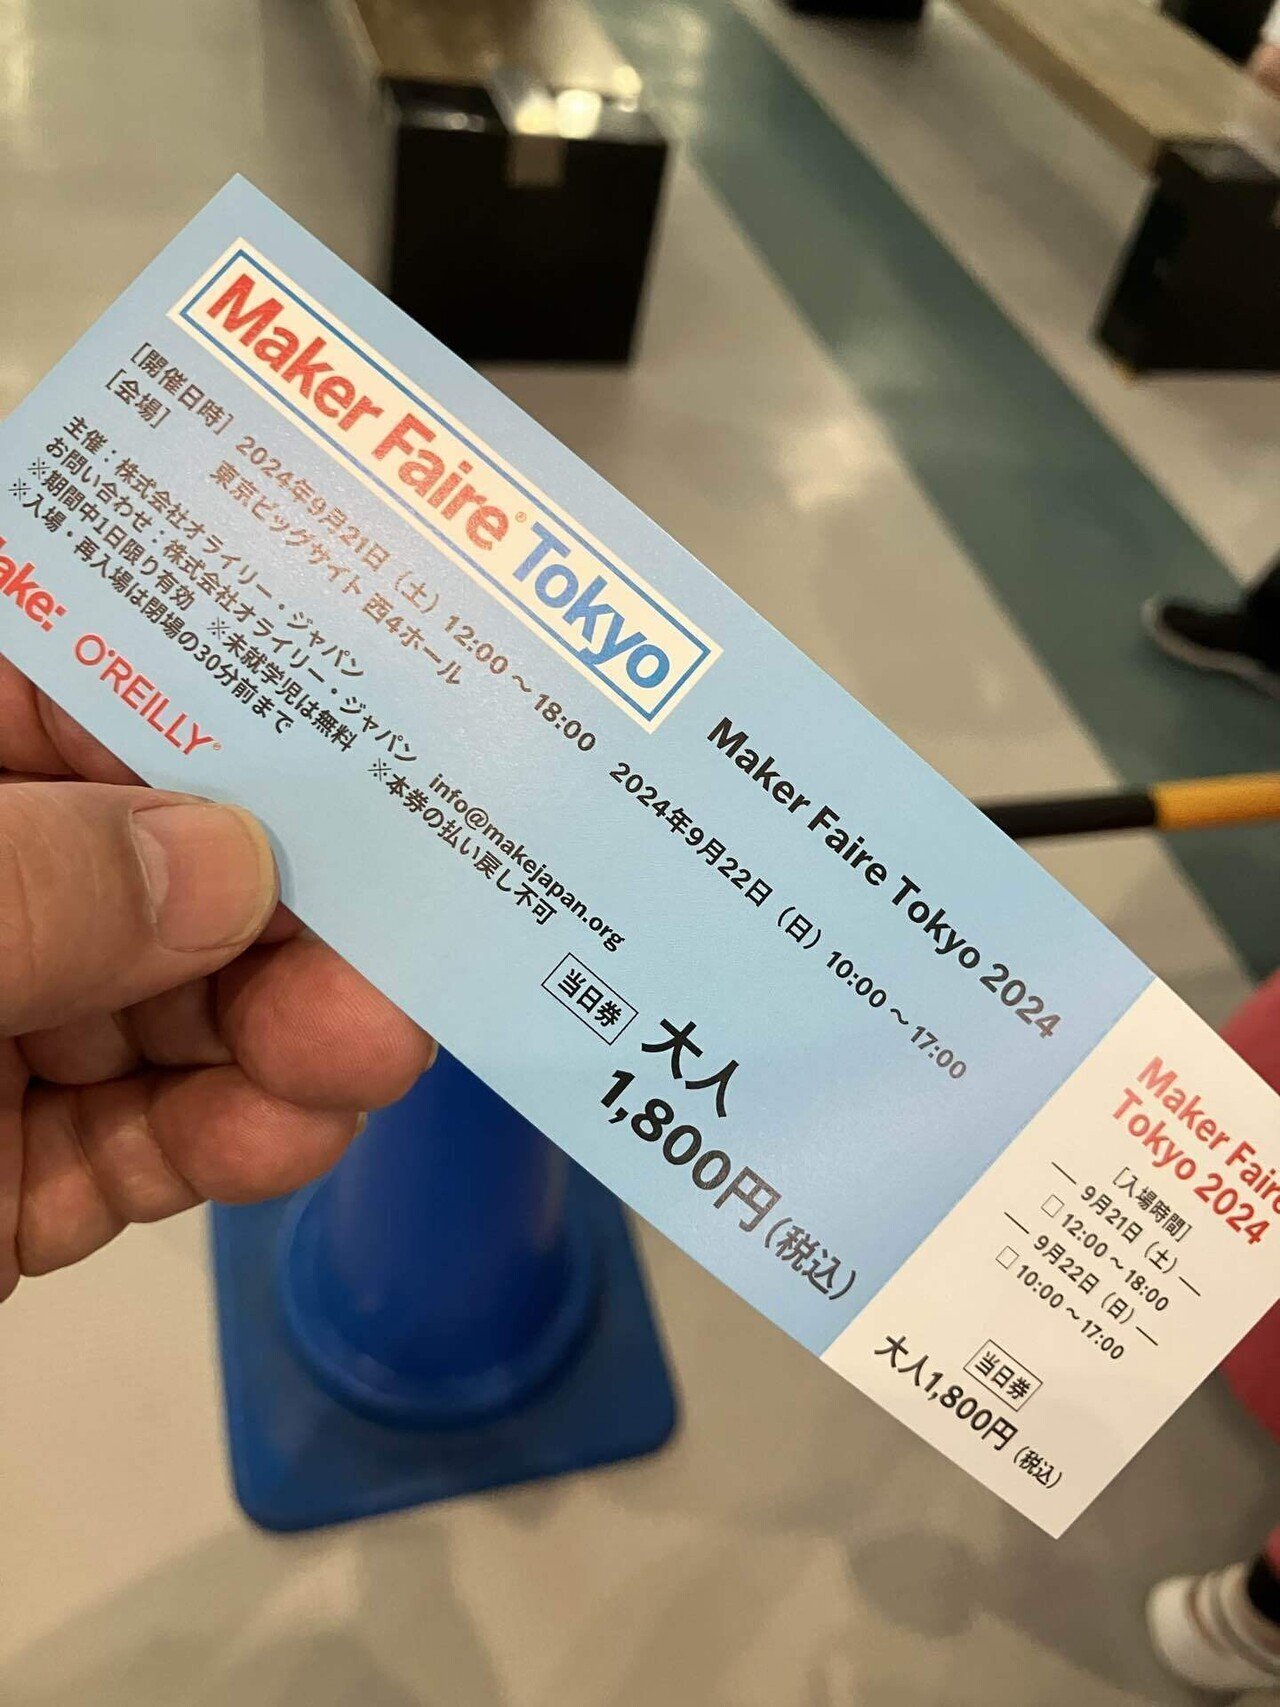 Maker Faire® Tokyo
Maker Faire Tokyo 2024
[開催日時] 2024年9月21日（土）12:00～18:00 2024年9月22日（日）10:00～17:00
[会場] 東京ビッグサイト 西4ホール
主催：株式会社オライリー・ジャパン
お問い合わせ：株式会社オライリー・ジャパン info@makejapan.org
※期間中1日限り有効 ※未就学児は無料 ※本券の払い戻し不可
※入場・再入場は閉場の30分前まで
ake:
O'REILLY®
当日券
大人
1,800円（税込）
Maker Faire
Tokyo 2024
[入場時間]
9月21日（土）
□ 12:00～18:00
9月22日（日）
□ 10:00～17:00
当日券
大人1,800円（税込）